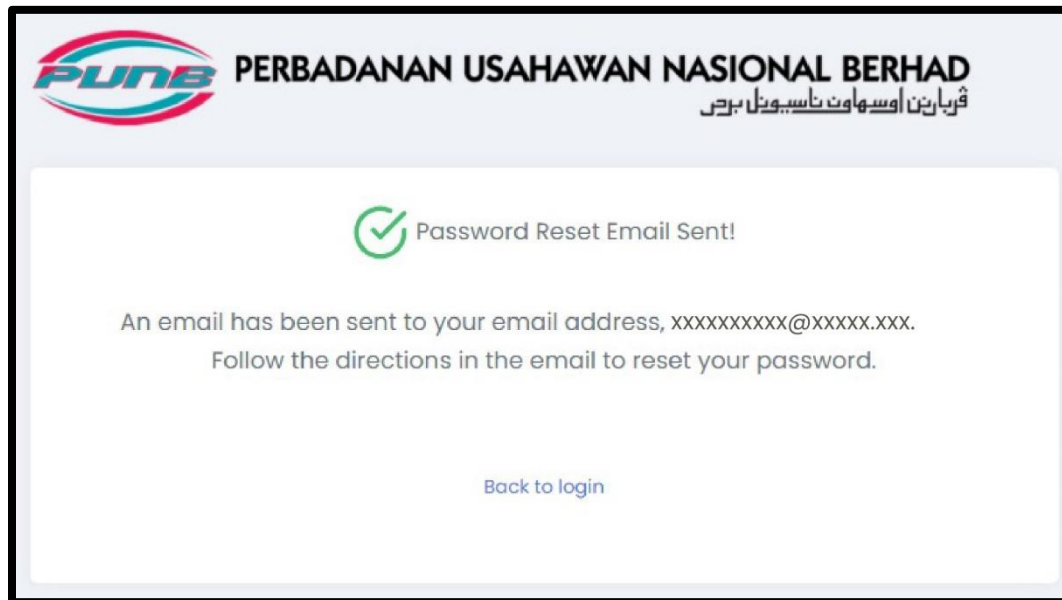 PUNB
PERBADANAN USAHAWAN NASIONAL BERHAD
ڤربادنن اوسهاون ناسيونل برحد
Password Reset Email Sent!
An email has been sent to your email address, xxxxxxxxxx@xxxxx.xxx.
Follow the directions in the email to reset your password.
Back to login